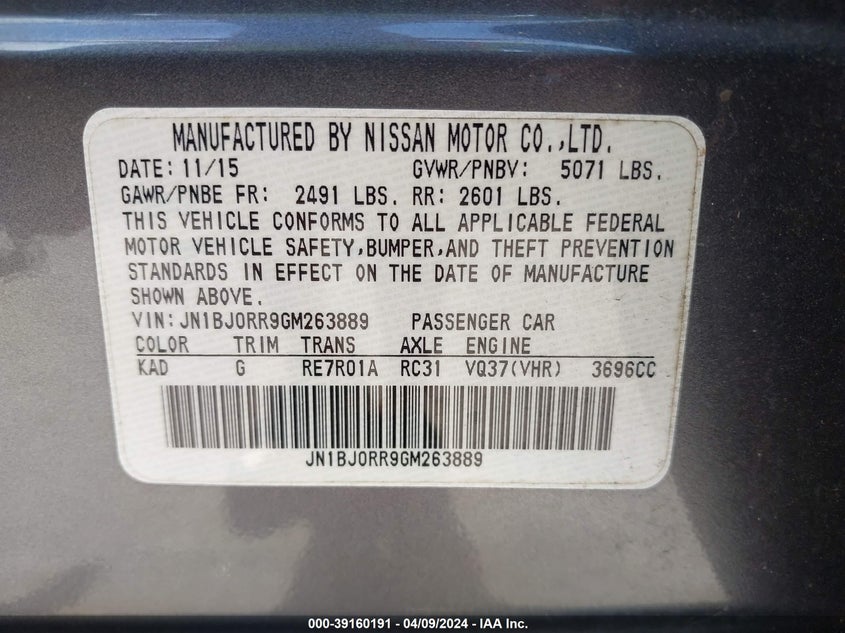 MANUFACTURED BY NISSAN MOTOR CO.,LTD.
DATE: 11/15 GVWR/PNBV: 5071 LBS.
GAWR/PNBE FR: 2491 LBS. RR: 2601 LBS.
THIS VEHICLE CONFORMS TO ALL APPLICABLE FEDERAL
MOTOR VEHICLE SAFETY,BUMPER,AND THEFT PREVENTION
STANDARDS IN EFFECT ON THE DATE OF MANUFACTURE
SHOWN ABOVE.
VIN: JN1BJ0RR9GM263889 PASSENGER CAR
COLOR TRIM TRANS AXLE ENGINE
KAD G RE7R01A RC31 VQ37(VHR) 3696CC
JN1BJ0RR9GM263889
000-39160191 - 04/09/2024 - IAA Inc.